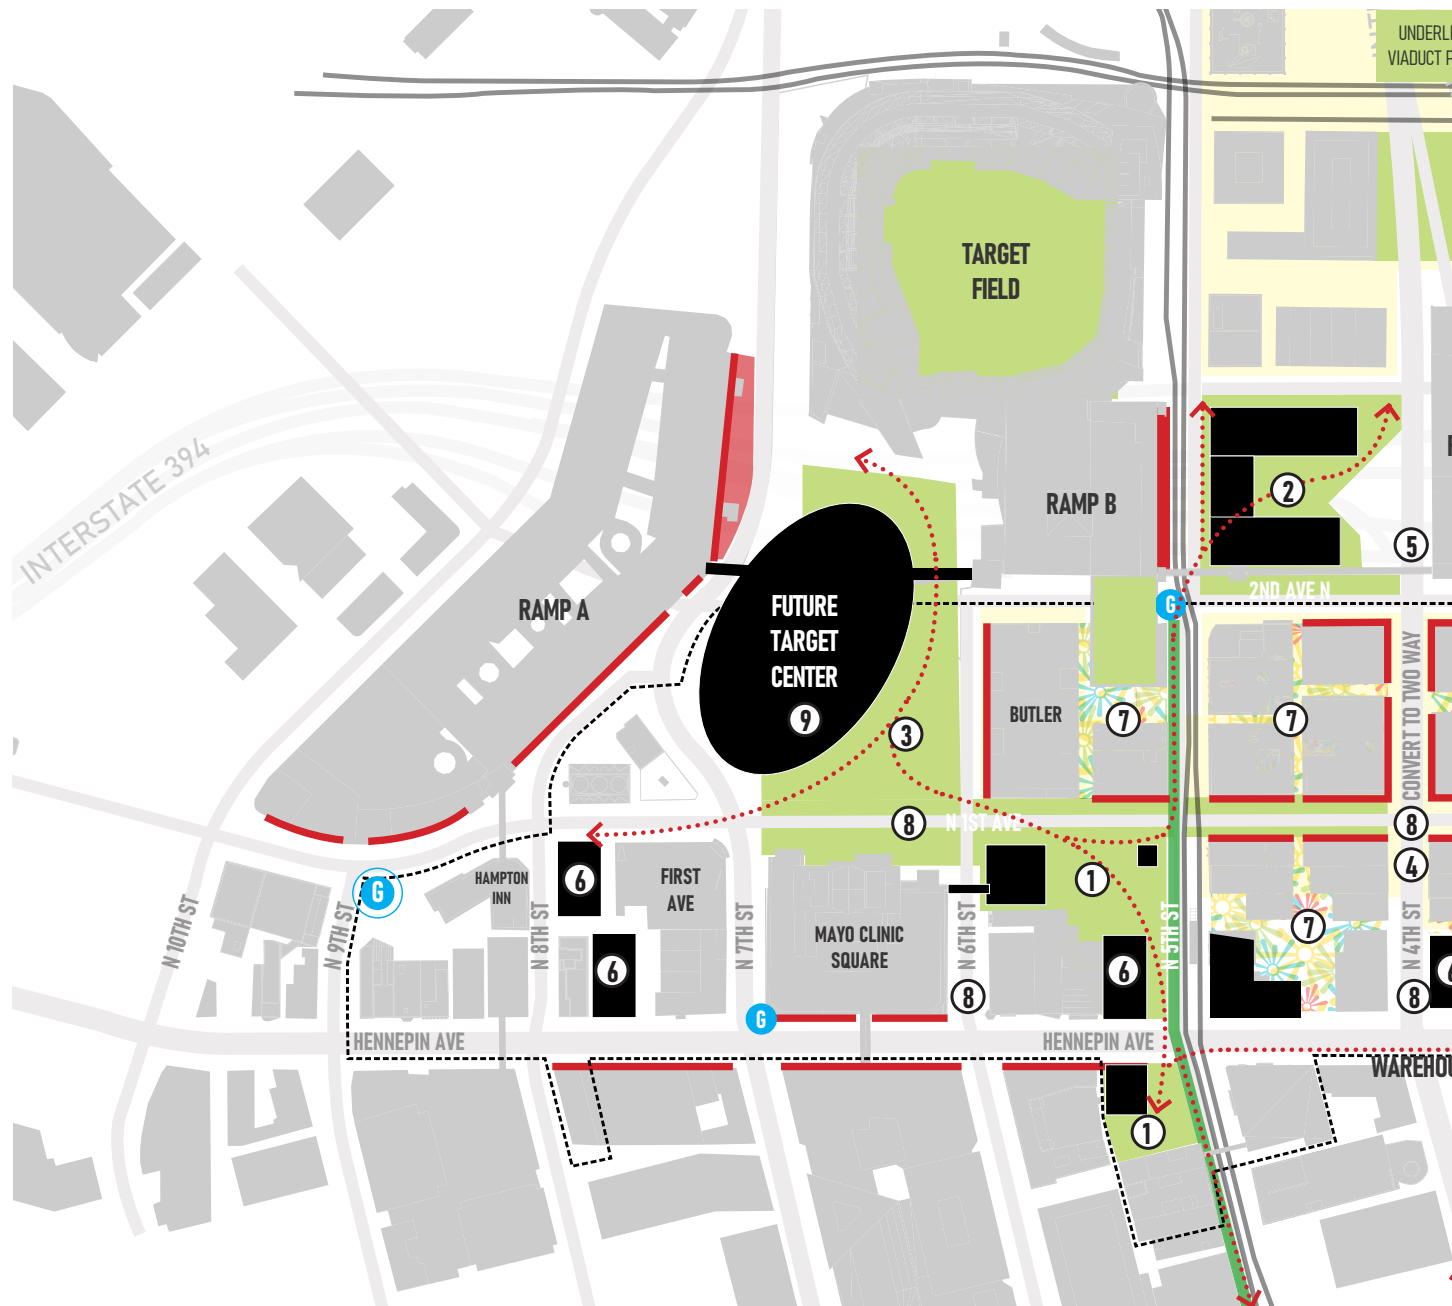 UNDERL
VIADUCT P
TARGET
FIELD
INTERSTATE 394
RAMP B
2
5
RAMP A
2ND AVE N
G
FUTURE
TARGET
CENTER
9
BUTLER
7
7
3
CONVERT TO TWO WAY
8
N 1ST AVE
8
4
HAMPTON
INN
6
FIRST
AVE
1
G
N 10TH ST
N 9TH ST
N 8TH ST
N 7TH ST
MAYO CLINIC
SQUARE
N 6TH ST
N 5TH ST
N 4TH ST
7
6
6
8
8
G
HENNEPIN AVE
HENNEPIN AVE
WAREHOU
1